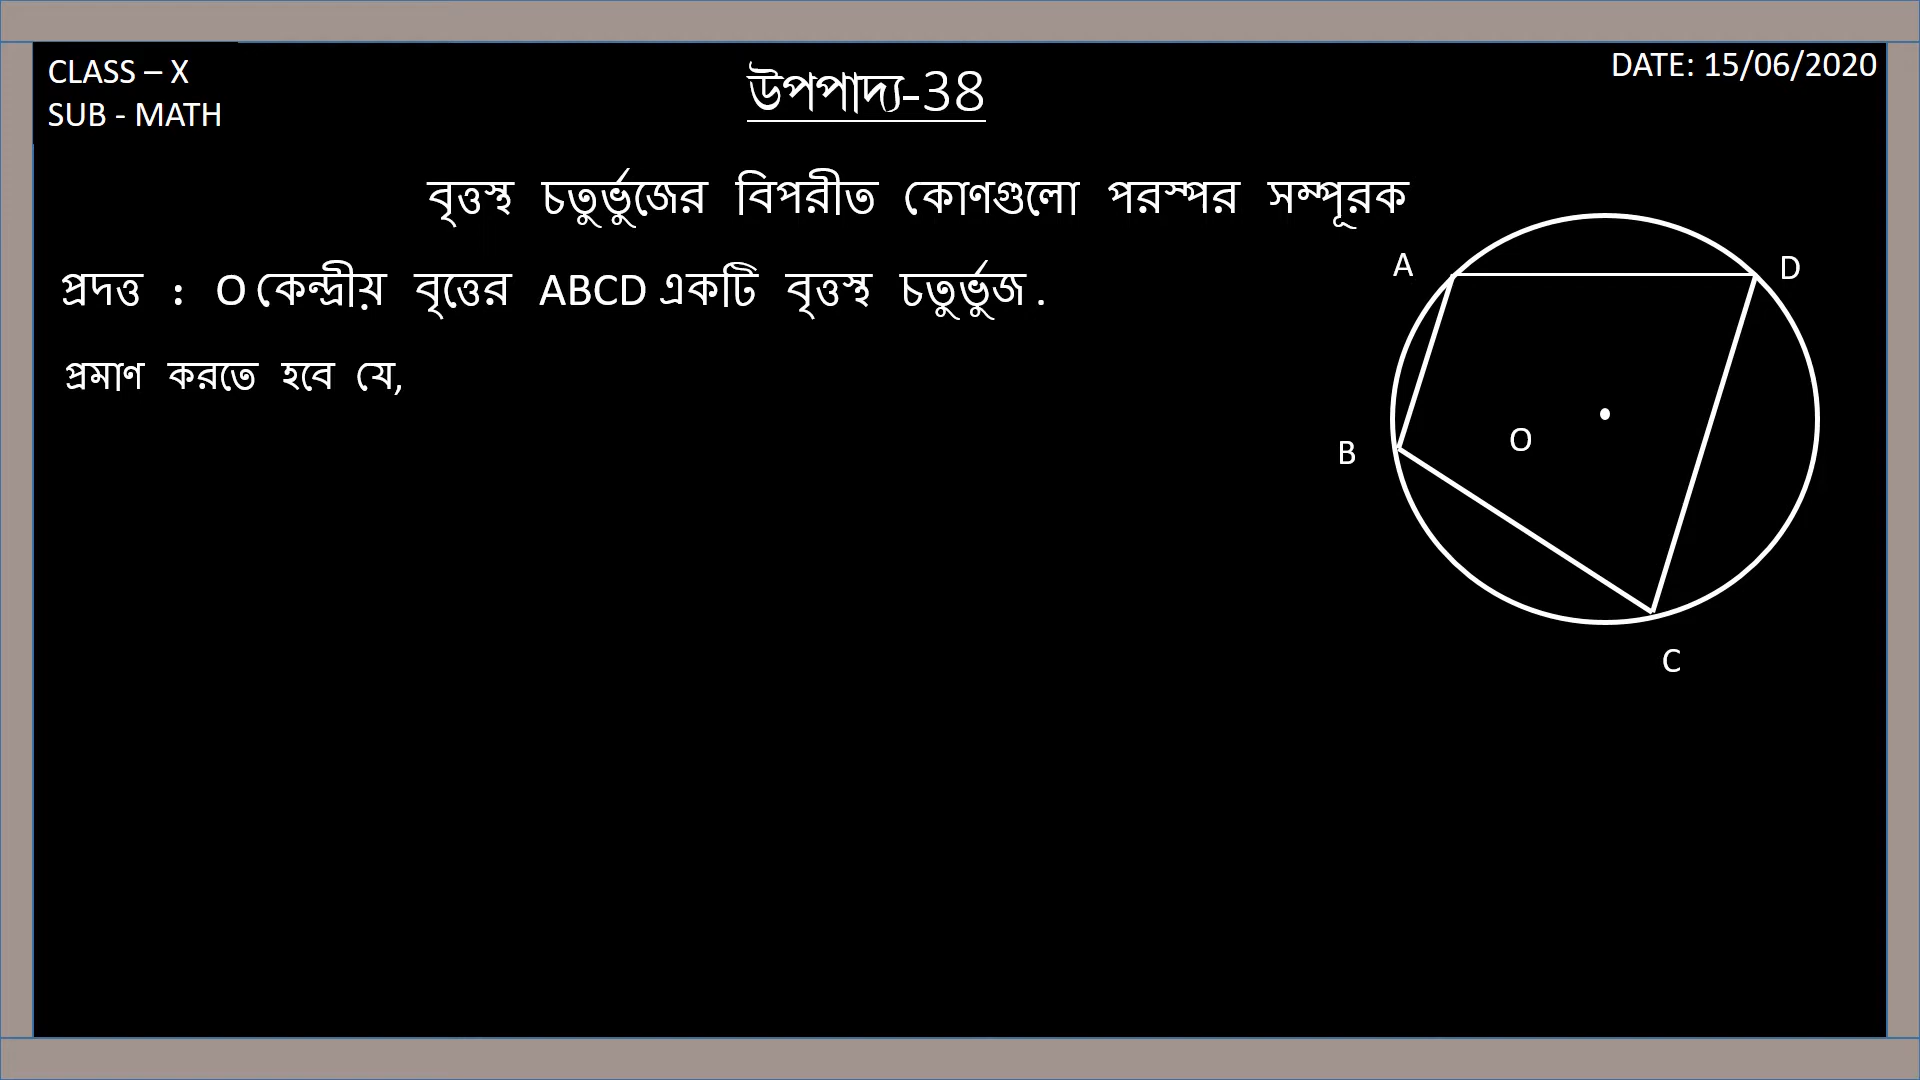 CLASS – X
SUB - MATH
DATE: 15/06/2020
উপপাদ্য-38
বৃত্তস্থ চতুর্ভুজের বিপরীত কোণগুলো পরস্পর সম্পূরক
প্রদত্ত : O কেন্দ্রীয় বৃত্তের ABCD একটি বৃত্তস্থ চতুর্ভুজ .
প্রমাণ করতে হবে যে,
A
D
B
O
C